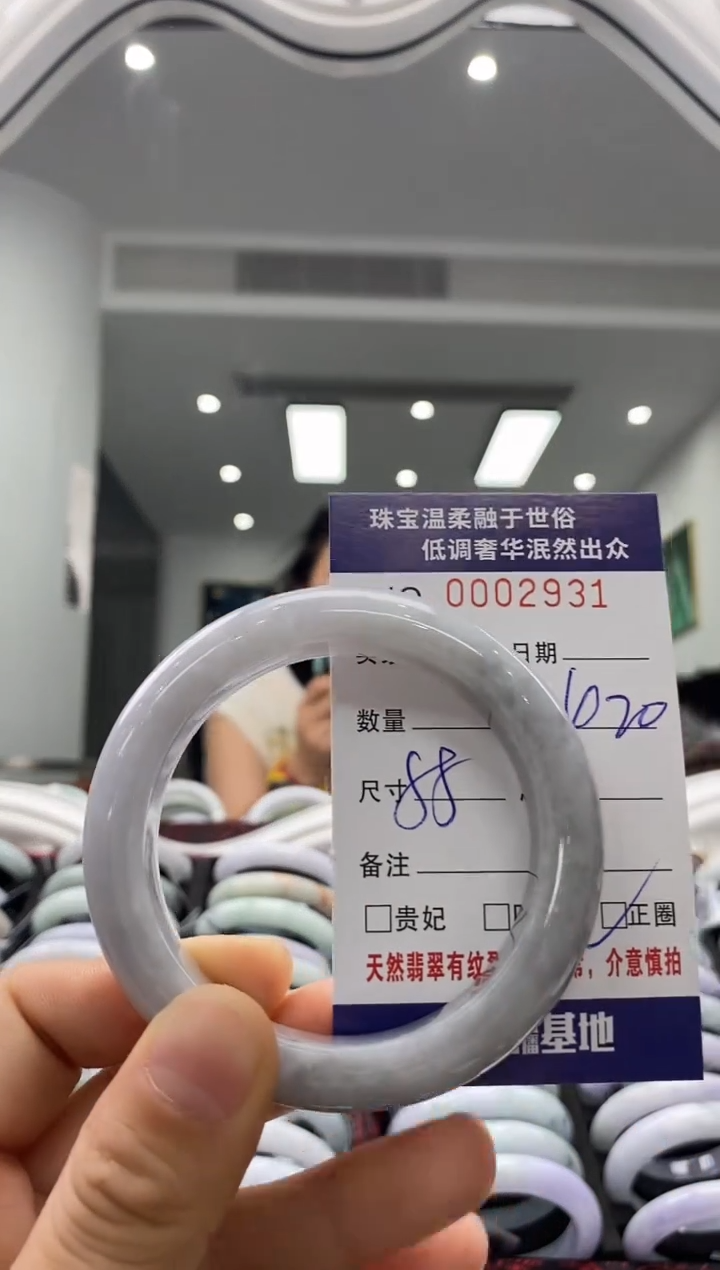 珠宝温柔融于世俗
低调奢华泯然出众
0002931
日期
数量
1020
尺寸 88
备注
贵妃 正圈
天然翡翠有纹 介意慎拍
基地